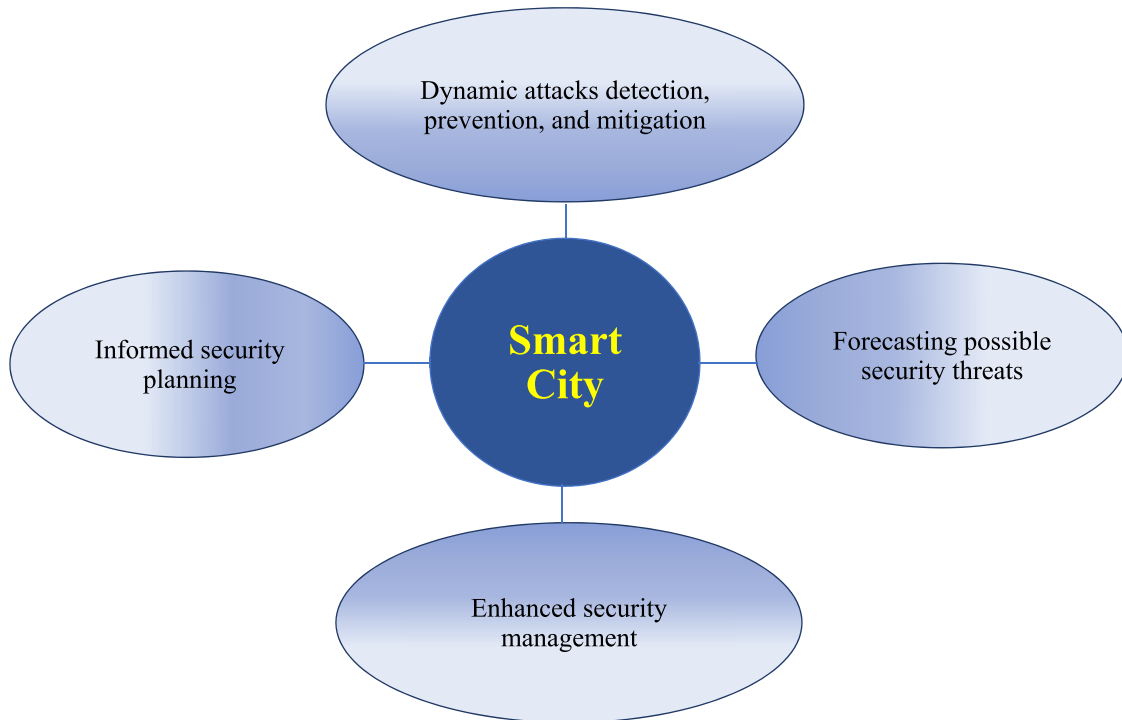 Dynamic attacks detection,
prevention, and mitigation
Informed security
planning
Smart
City
Forecasting possible
security threats
Enhanced security
management